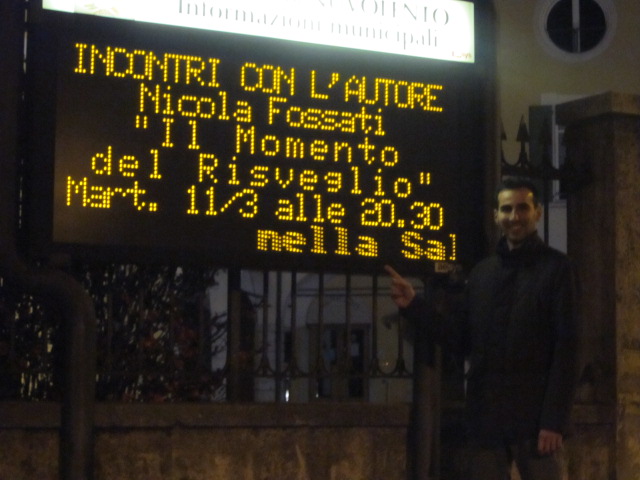 Informazioni municipali
INCONTRI CON L'AUTORE
Nicola Fossati
"Il Momento
del Risveglio"
Mart. 11/3 alle 20.30
nella Sal